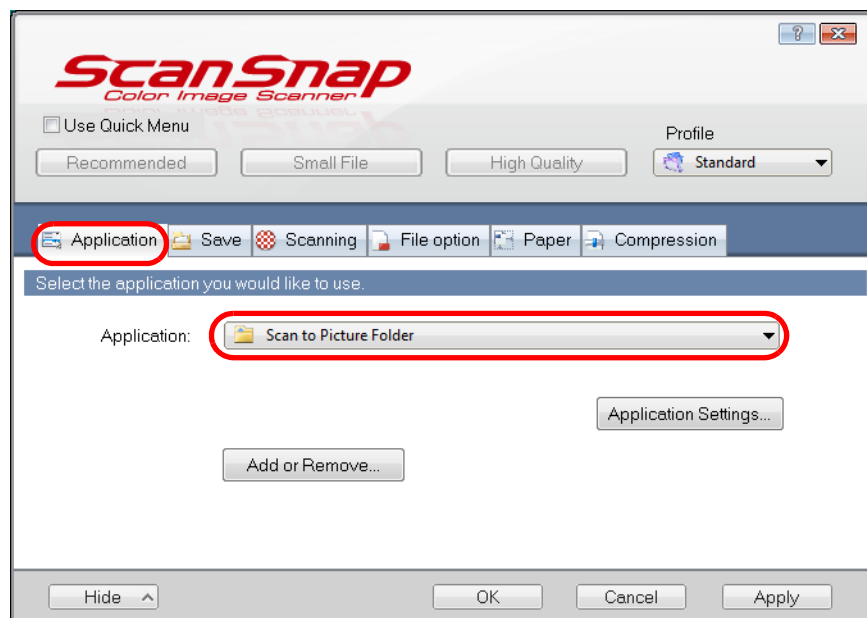 ScanSnap
Color Image Scanner
Use Quick Menu
Profile
Recommended
Small File
High Quality
Standard
Application
Save
Scanning
File option
Paper
Compression
Select the application you would like to use.
Application:
Scan to Picture Folder
Application Settings...
Add or Remove...
Hide
OK
Cancel
Apply